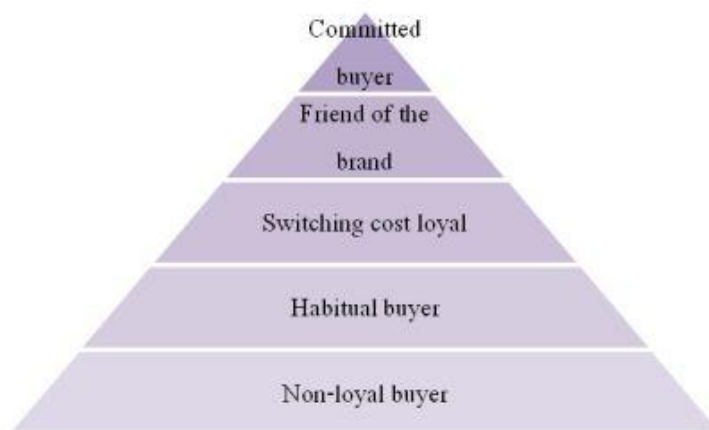 Committed
buyer
Friend of the
brand
Switching cost loyal
Habitual buyer
Non-loyal buyer